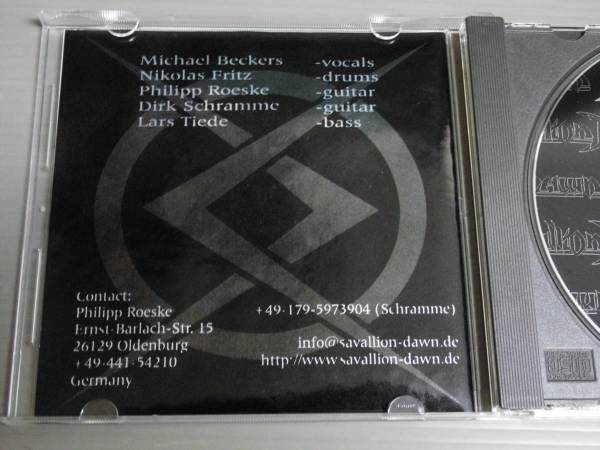 Michael Beckers -vocals
Nikolas Fritz -drums
Philipp Roeske -guitar
Dirk Schramme -guitar
Lars Tiede -bass
Contact:
Philipp Roeske
Ernst-Barlach-Str. 15
26129 Oldenburg
+49-441-54210
Germany
+49-179-5973904 (Schramme)
info@savallion-dawn.de
http://www.savallion-dawn.de